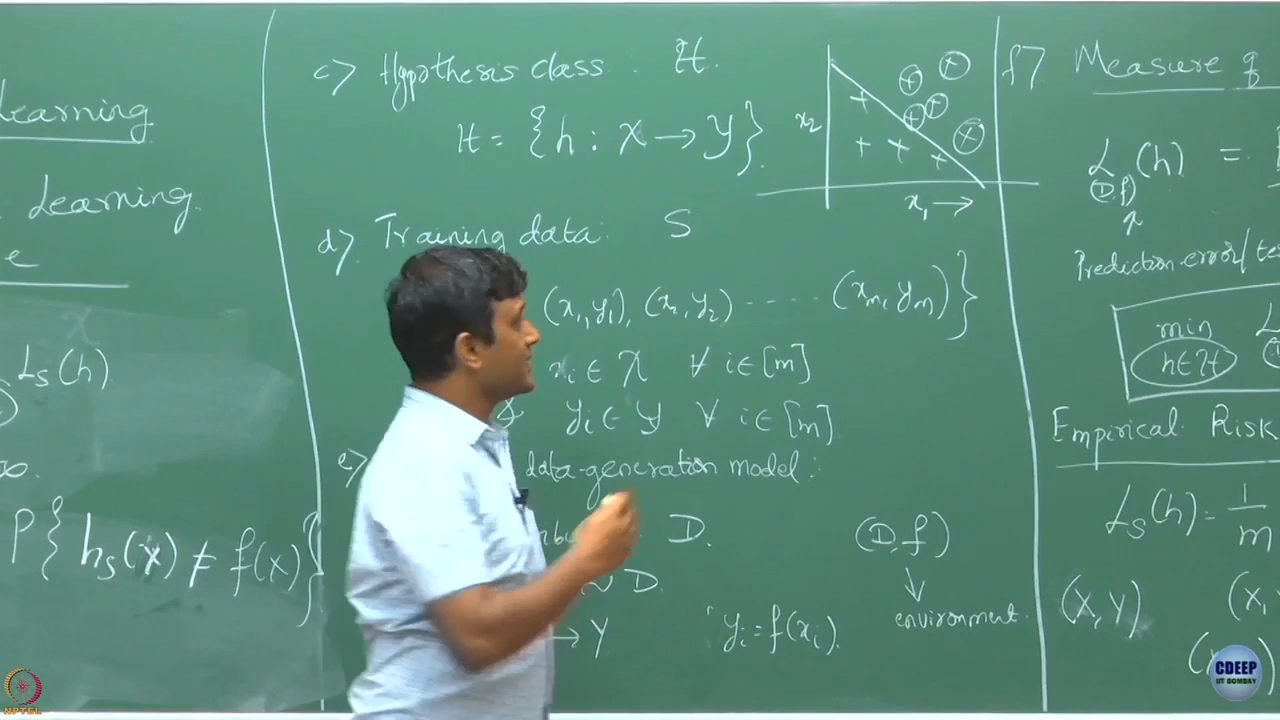 Learning
Learning
e
Ls(h)
P{ hs(x) ≠ f(x)}
c) Hypothesis class . ℋ.
ℋ = {h : X → Y}.
x2
x1 →
d) Training data: S
(x1, y1), (x2, y2) ····· (xm, ym)}
xi ∈ X ∀ i ∈ [m]
& yi ∈ Y ∀ i ∈ [m].
e) data-generation model:
D.
~ D.
→ Y
yi = f(xi).
(D, f)
↓
environment.
f) Measure of
L(D,f)(h) =
x
Prediction error/
min
h∈ℋ
Empirical Risk
Ls(h) = 1/m
(X, Y)
NPTEL
CDEEP
IIT BOMBAY